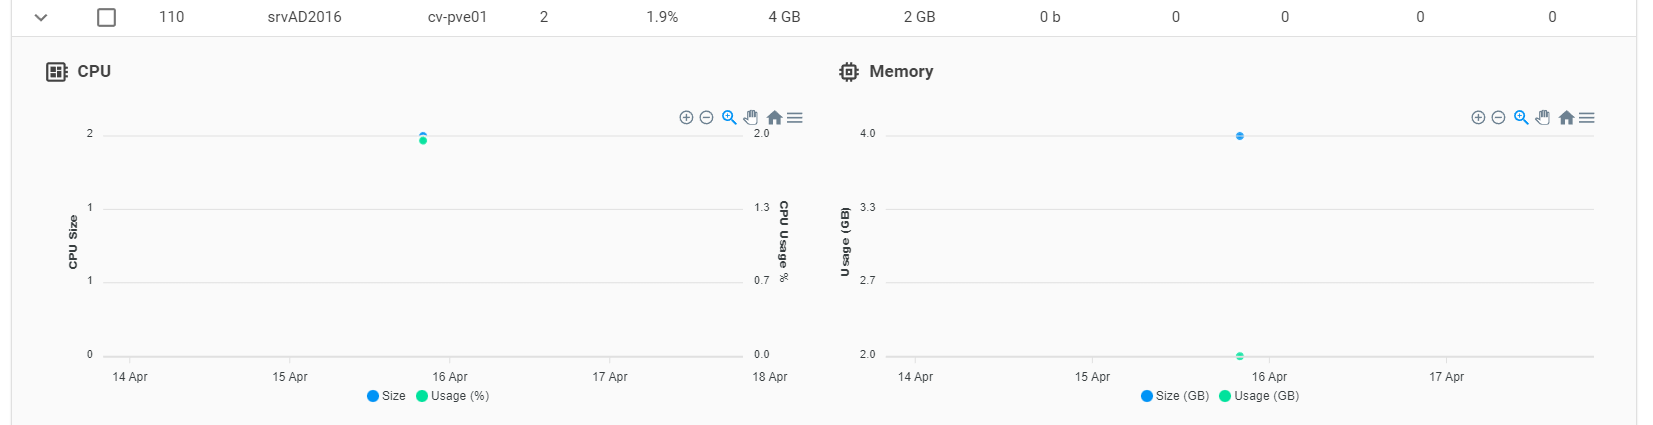 110 srvAD2016 cv-pve01 2 1.9% 4 GB 2 GB 0 b 0 0 0 0
CPU
2
1
1
0
CPU Size
2.0
1.3
0.7
0.0
CPU Usage %
14 Apr 15 Apr 16 Apr 17 Apr 18 Apr
Size Usage (%)
Memory
4.0
3.3
2.7
2.0
Usage (GB)
14 Apr 15 Apr 16 Apr 17 Apr
Size (GB) Usage (GB)